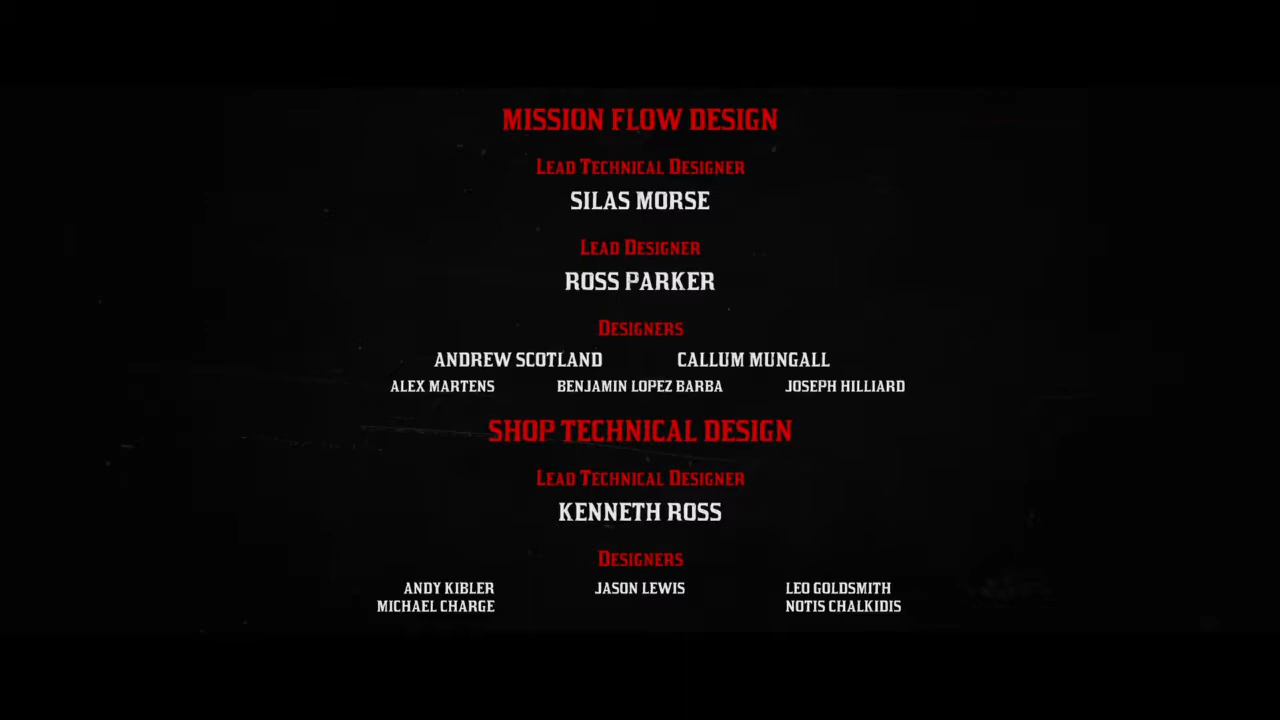 MISSION FLOW DESIGN
Lead Technical Designer
SILAS MORSE
Lead Designer
ROSS PARKER
Designers
ANDREW SCOTLAND CALLUM MUNGALL
ALEX MARTENS BENJAMIN LOPEZ BARBA JOSEPH HILLIARD
SHOP TECHNICAL DESIGN
Lead Technical Designer
KENNETH ROSS
Designers
ANDY KIBLER JASON LEWIS LEO GOLDSMITH
MICHAEL CHARGE NOTIS CHALKIDIS